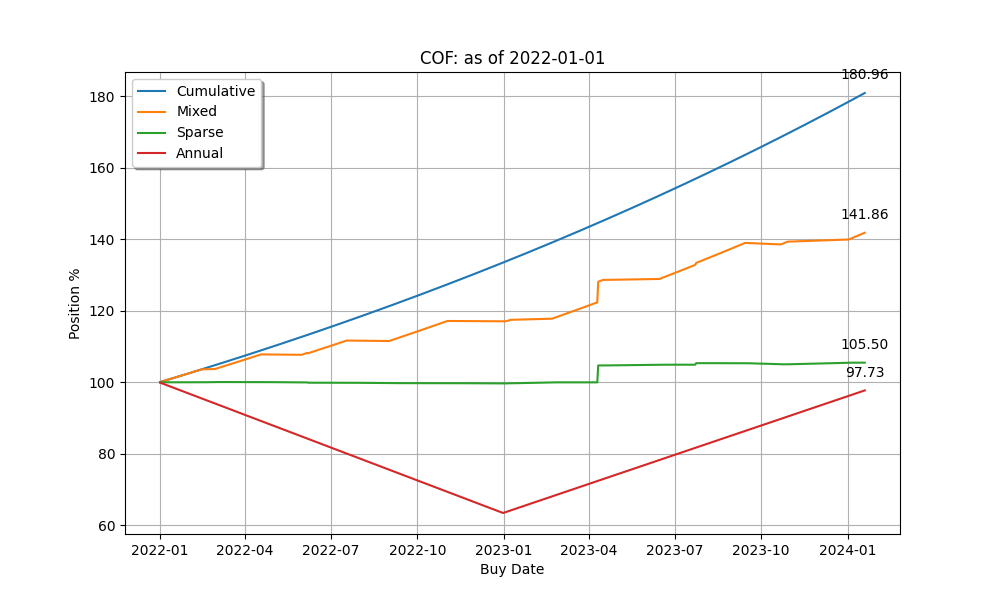 COF: as of 2022-01-01
Cumulative
Mixed
Sparse
Annual
180.96
141.86
105.50
97.73
Position %
180
160
140
120
100
80
60
2022-01 2022-04 2022-07 2022-10 2023-01 2023-04 2023-07 2023-10 2024-01
Buy Date